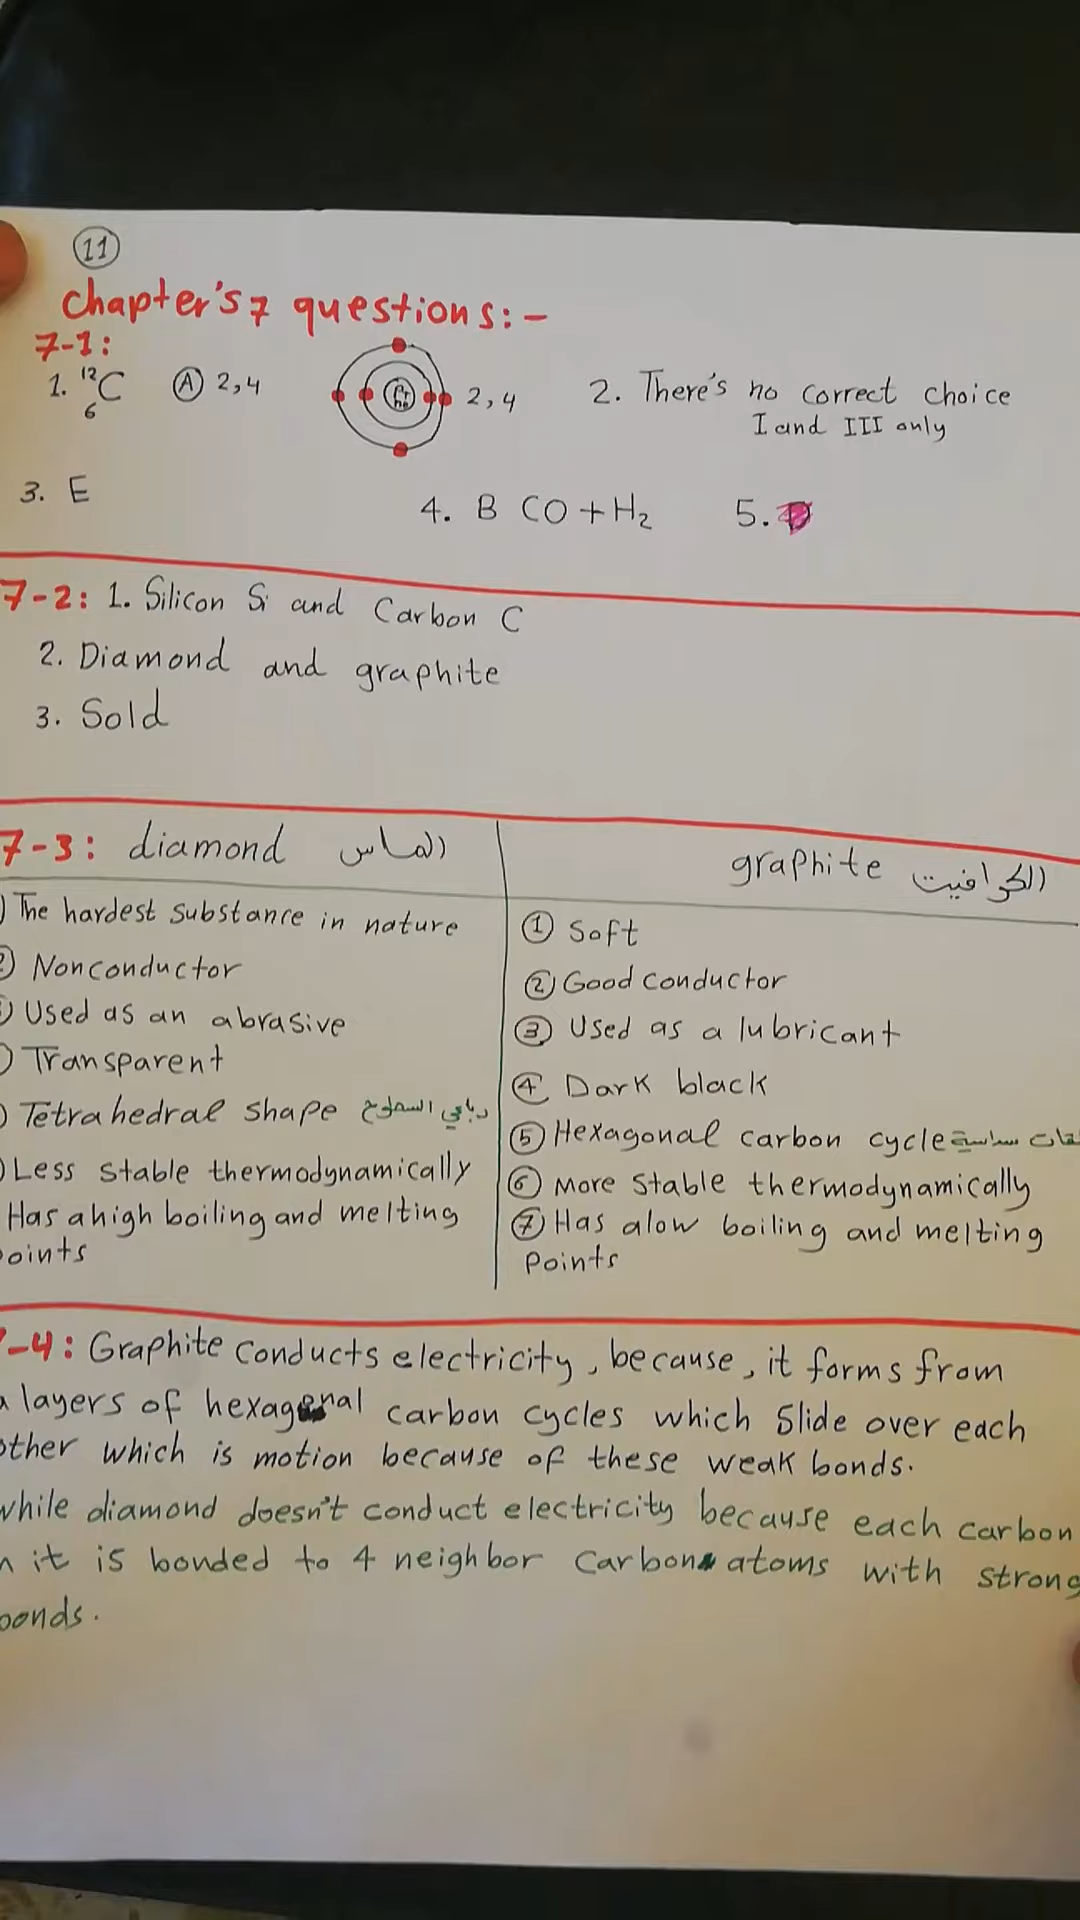 11
Chapter's 7 questions:-
7-1:
1. 12 6 C A 2,4 2,4 2. There's no correct choice
I and III only
3. E 4. B CO + H2 5.
7-2: 1. Silicon Si and Carbon C
2. Diamond and graphite
3. Sold
7-3: diamond الماس graphite الكرافيت
The hardest substance in nature
Nonconductor
Used as an abrasive
Transparent
Tetrahedral shape رباعي السطوح
Less stable thermodynamically
Has a high boiling and melting
oints
1 Soft
2 Good conductor
3 Used as a lubricant
4 Dark black
5 Hexagonal carbon cycle
6 More stable thermodynamically
7 Has alow boiling and melting
points
-4: Graphite conducts electricity, because, it forms from
a layers of hexagonal carbon cycles which slide over each
other which is motion because of these weak bonds.
while diamond doesn't conduct electricity because each carbon
it is bonded to 4 neighbor carbon atoms with strong
bonds.